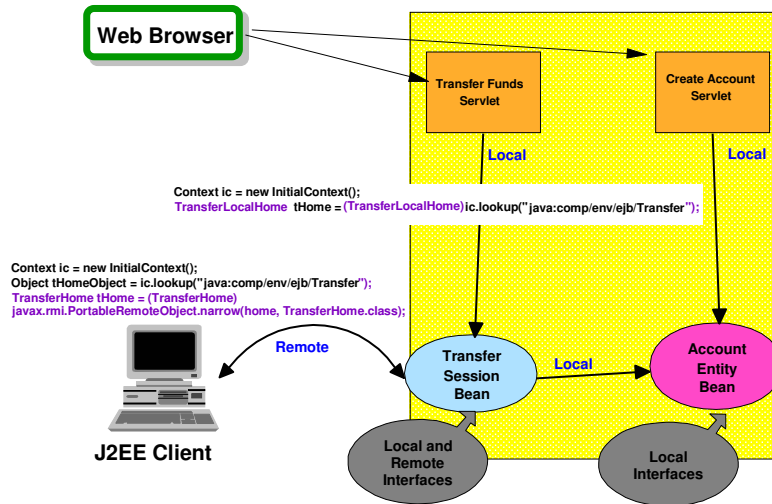 Web Browser
Transfer Funds
Servlet
Create Account
Servlet
Local
Local
Context ic = new InitialContext();
TransferLocalHome tHome = (TransferLocalHome)ic.lookup("java:comp/env/ejb/Transfer");
Context ic = new InitialContext();
Object tHomeObject = ic.lookup("java:comp/env/ejb/Transfer");
TransferHome tHome = (TransferHome)
javax.rmi.PortableRemoteObject.narrow(home, TransferHome.class);
Remote
Transfer
Session
Bean
Local
Account
Entity
Bean
J2EE Client
Local and
Remote
Interfaces
Local
Interfaces